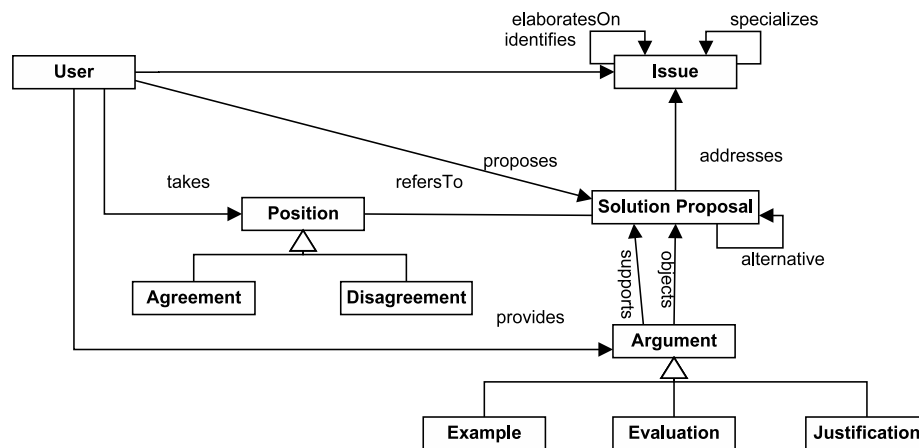 elaboratesOn
specializes
identifies
User
Issue
proposes
addresses
takes
refersTo
Position
Solution Proposal
alternative
supports
objects
Agreement
Disagreement
provides
Argument
Example
Evaluation
Justification